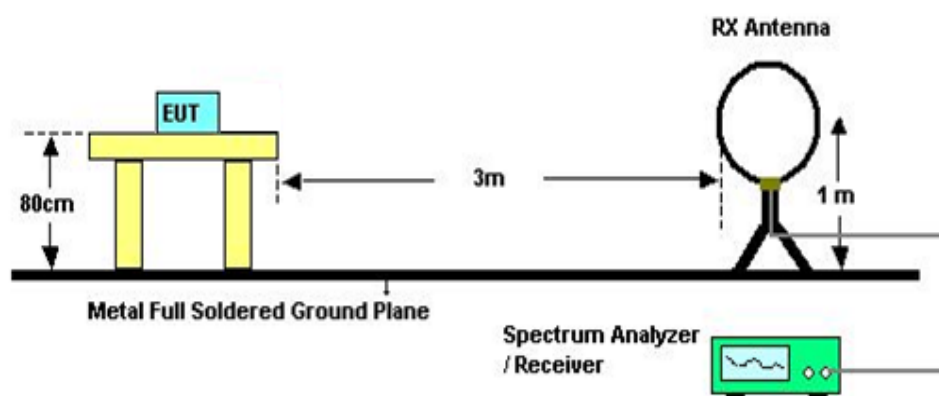 RX Antenna
EUT
80cm
3m
1 m
Metal Full Soldered Ground Plane
Spectrum Analyzer
/ Receiver